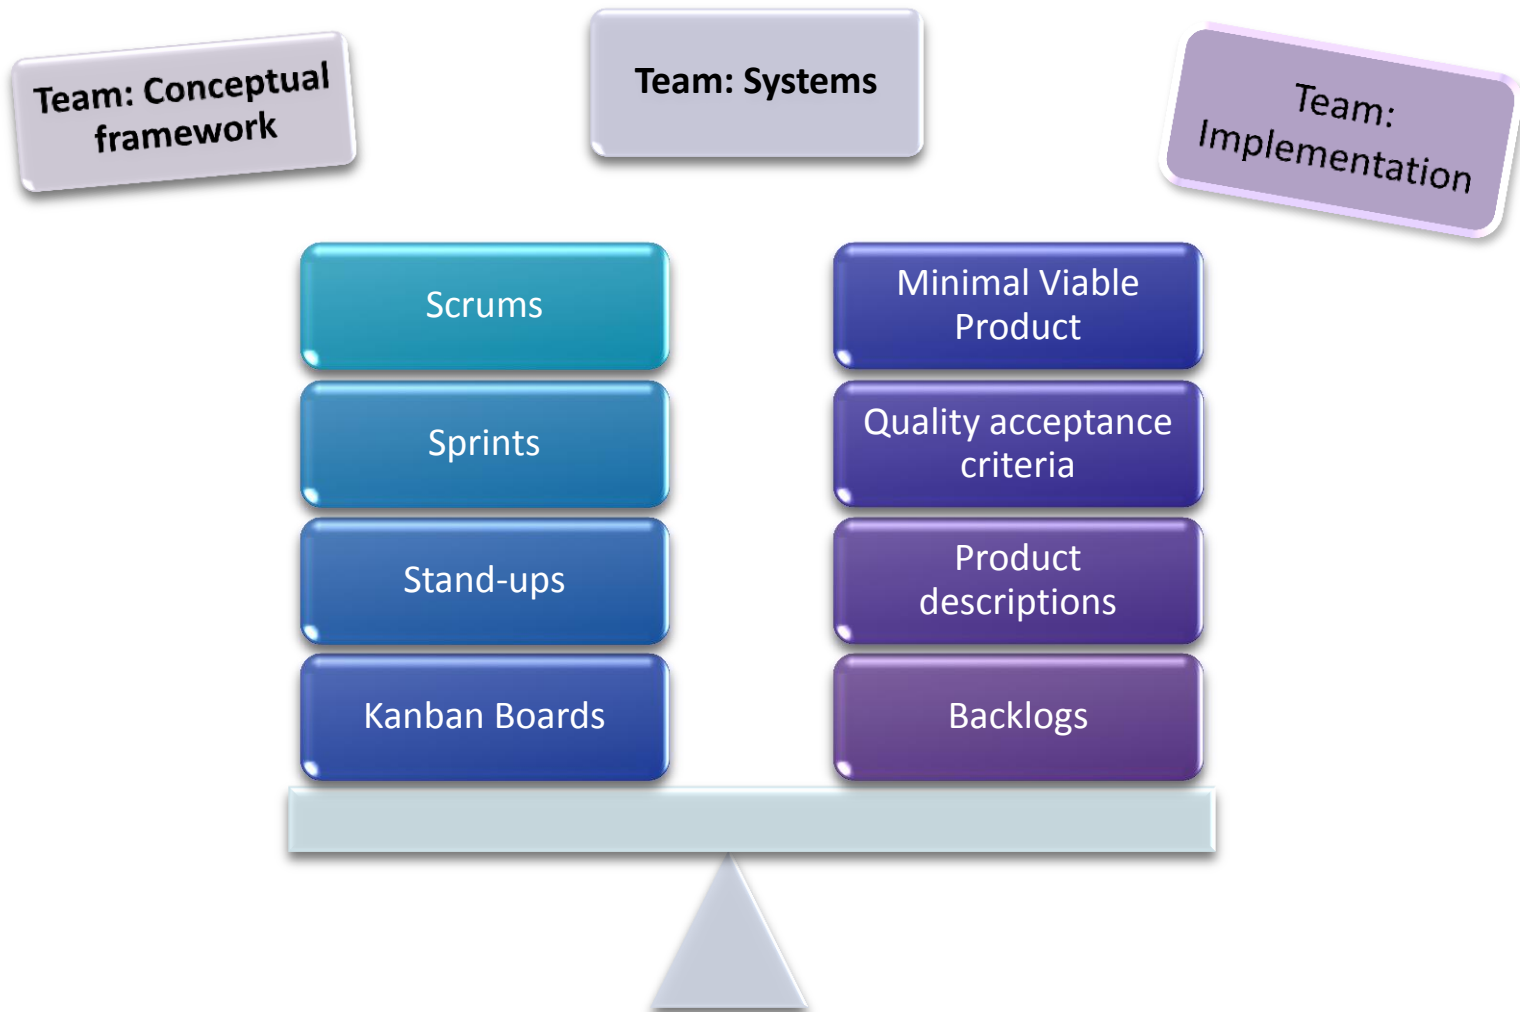 Team: Conceptual
framework
Team: Systems
Team:
Implementation
Scrums
Sprints
Stand-ups
Kanban Boards
Minimal Viable
Product
Quality acceptance
criteria
Product
descriptions
Backlogs